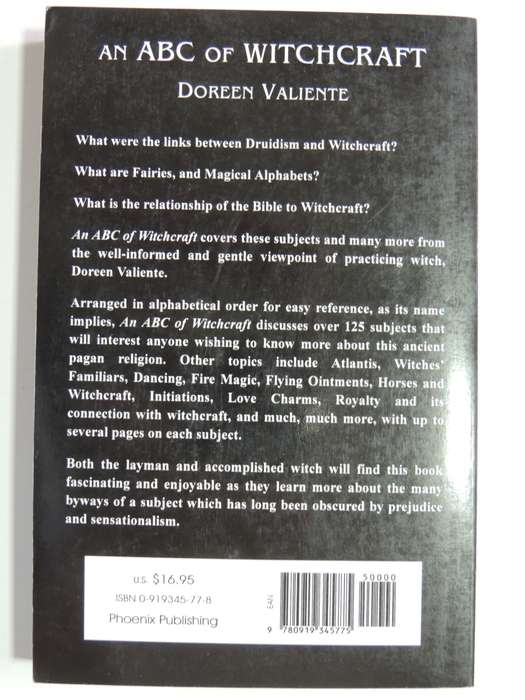 AN ABC OF WITCHCRAFT
DOREEN VALIENTE
What were the links between Druidism and Witchcraft?
What are Fairies, and Magical Alphabets?
What is the relationship of the Bible to Witchcraft?
An ABC of Witchcraft covers these subjects and many more from
the well-informed and gentle viewpoint of practicing witch,
Doreen Valiente.
Arranged in alphabetical order for easy reference, as its name
implies, An ABC of Witchcraft discusses over 125 subjects that
will interest anyone wishing to know more about this ancient
pagan religion. Other topics include Atlantis, Witches'
Familiars, Dancing, Fire Magic, Flying Ointments, Horses and
Witchcraft, Initiations, Love Charms, Royalty and its
connection with witchcraft, and much, much more, with up to
several pages on each subject.
Both the layman and accomplished witch will find this book
fascinating and enjoyable as they learn more about the many
byways of a subject which has long been obscured by prejudice
and sensationalism.
U.S. $16.95
ISBN 0-919345-77-8
Phoenix Publishing
EAN
50000
9 780919 345775